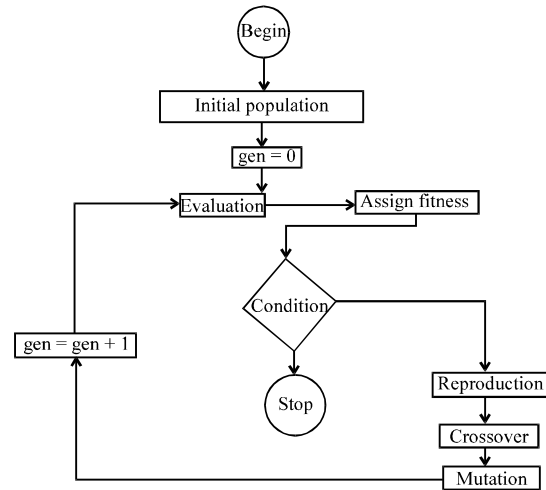 Begin
Initial population
gen = 0
Evaluation
Assign fitness
Condition
gen = gen + 1
Reproduction
Stop
Crossover
Mutation